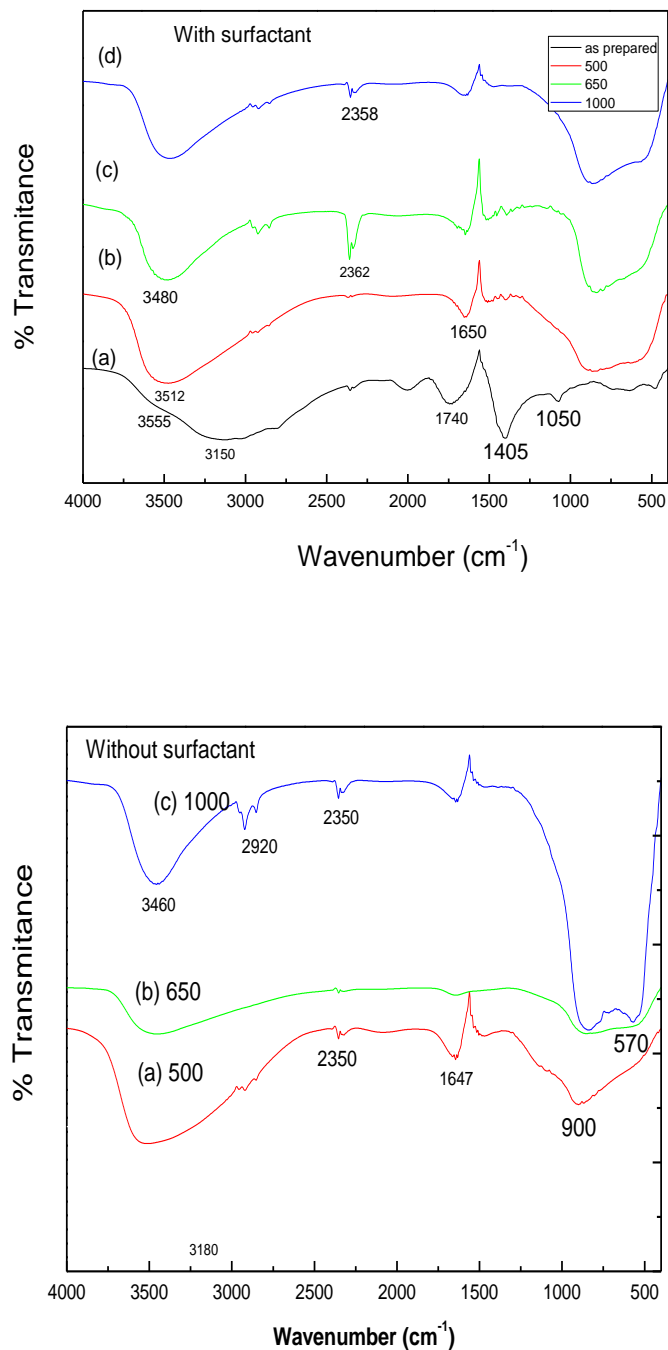 With surfactant
as prepared
500
650
1000
(d)
2358
(c)
2362
3480
(b)
1650
(a)
3512
3555
3150
1740
1405
1050
% Transmitance
4000 3500 3000 2500 2000 1500 1000 500
Wavenumber (cm-1)
Without surfactant
(c) 1000
2920
2350
3460
(b) 650
570
(a) 500
2350
1647
900
3180
% Transmitance
4000 3500 3000 2500 2000 1500 1000 500
Wavenumber (cm-1)